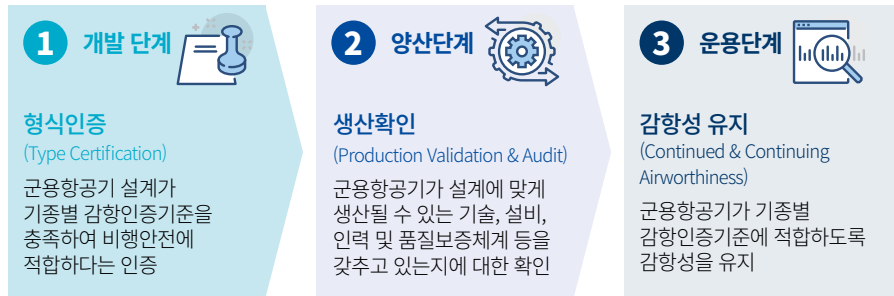 1 개발 단계
형식인증
(Type Certification)
군용항공기 설계가
기종별 감항인증기준을
충족하여 비행안전에
적합하다는 인증
2 양산단계
생산확인
(Production Validation & Audit)
군용항공기가 설계에 맞게
생산될 수 있는 기술, 설비,
인력 및 품질보증체계 등을
갖추고 있는지에 대한 확인
3 운용단계
감항성 유지
(Continued & Continuing
Airworthiness)
군용항공기가 기종별
감항인증기준에 적합하도록
감항성을 유지